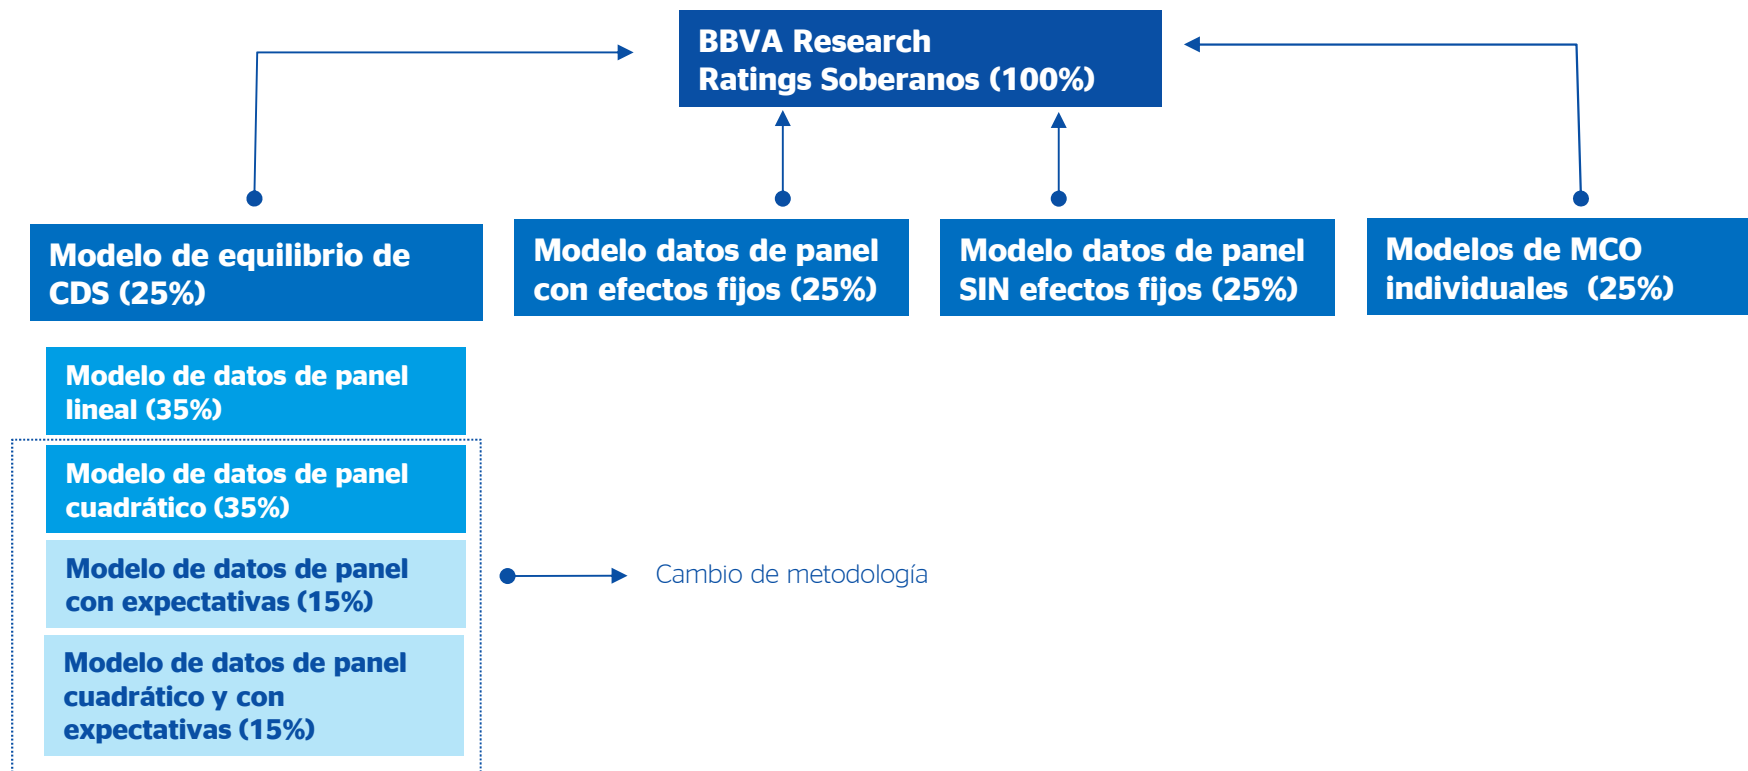 BBVA Research
Ratings Soberanos (100%)
Modelo de equilibrio de
CDS (25%)
Modelo datos de panel
con efectos fijos (25%)
Modelo datos de panel
SIN efectos fijos (25%)
Modelos de MCO
individuales (25%)
Modelo de datos de panel
lineal (35%)
Modelo de datos de panel
cuadrático (35%)
Modelo de datos de panel
con expectativas (15%)
Cambio de metodología
Modelo de datos de panel
cuadrático y con
expectativas (15%)